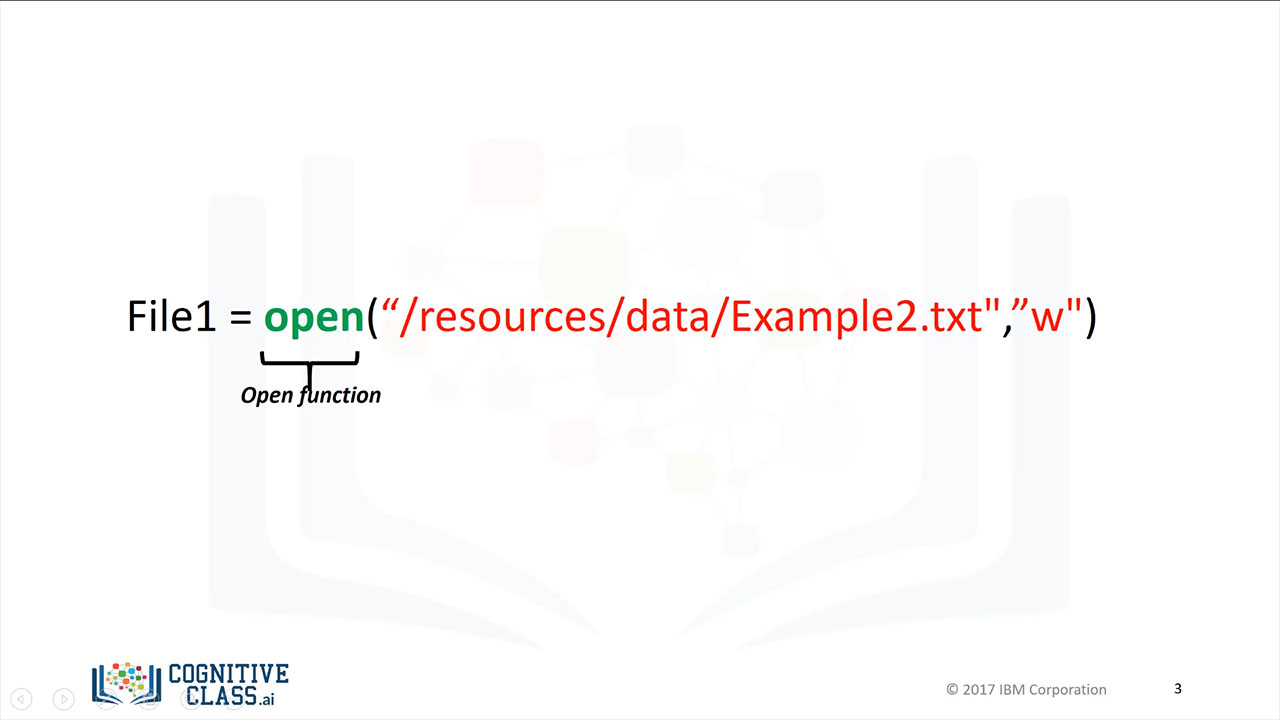 File1 = open(“/resources/data/Example2.txt",”w")
Open function
COGNITIVE
CLASS.ai
© 2017 IBM Corporation
3